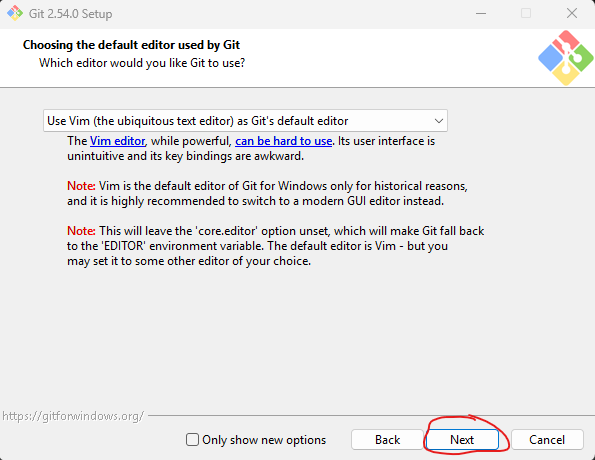 Git 2.54.0 Setup
Choosing the default editor used by Git
Which editor would you like Git to use?
Use Vim (the ubiquitous text editor) as Git's default editor
The Vim editor, while powerful, can be hard to use. Its user interface is
unintuitive and its key bindings are awkward.
Note: Vim is the default editor of Git for Windows only for historical reasons,
and it is highly recommended to switch to a modern GUI editor instead.
Note: This will leave the 'core.editor' option unset, which will make Git fall back
to the 'EDITOR' environment variable. The default editor is Vim - but you
may set it to some other editor of your choice.
https://gitforwindows.org/
Only show new options
Back
Next
Cancel